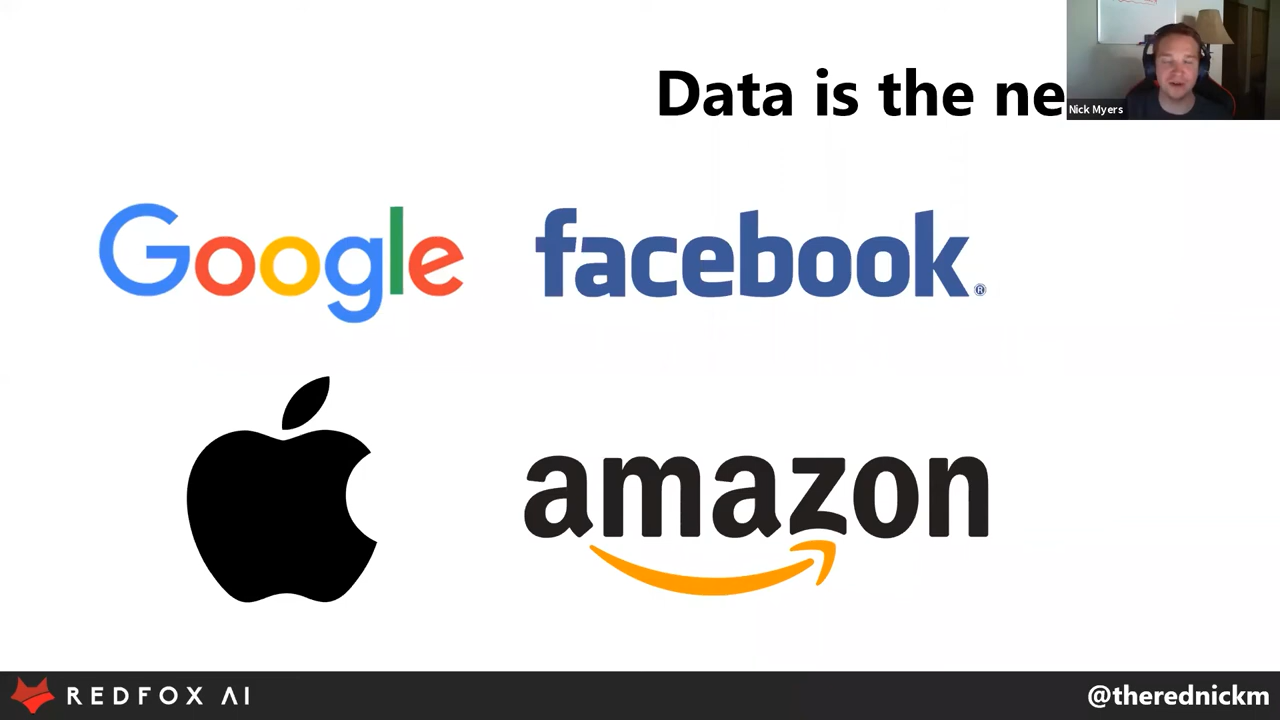 Data is the ne
Nick Myers
Google
facebook®
amazon
REDFOX AI
@therednickm